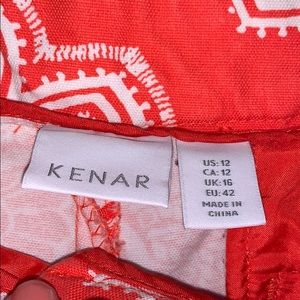 KENAR
US: 12
CA: 12
UK: 16
EU: 42
MADE IN
CHINA